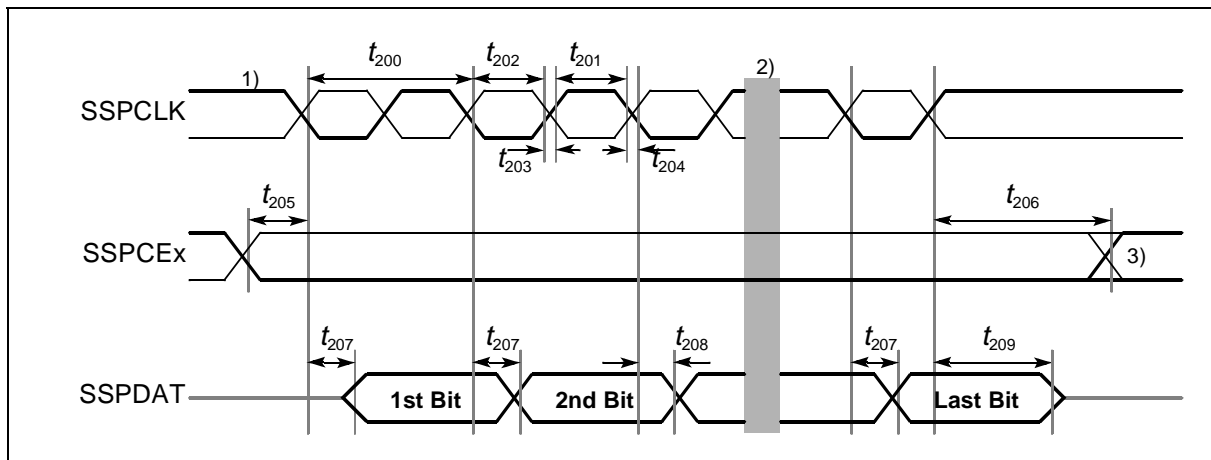 t200 t202 t201
1) 2)
SSPCLK
t203 t204
t205 t206
SSPCEx 3)
t207 t207 t208 t207 t209
SSPDAT 1st Bit 2nd Bit Last Bit